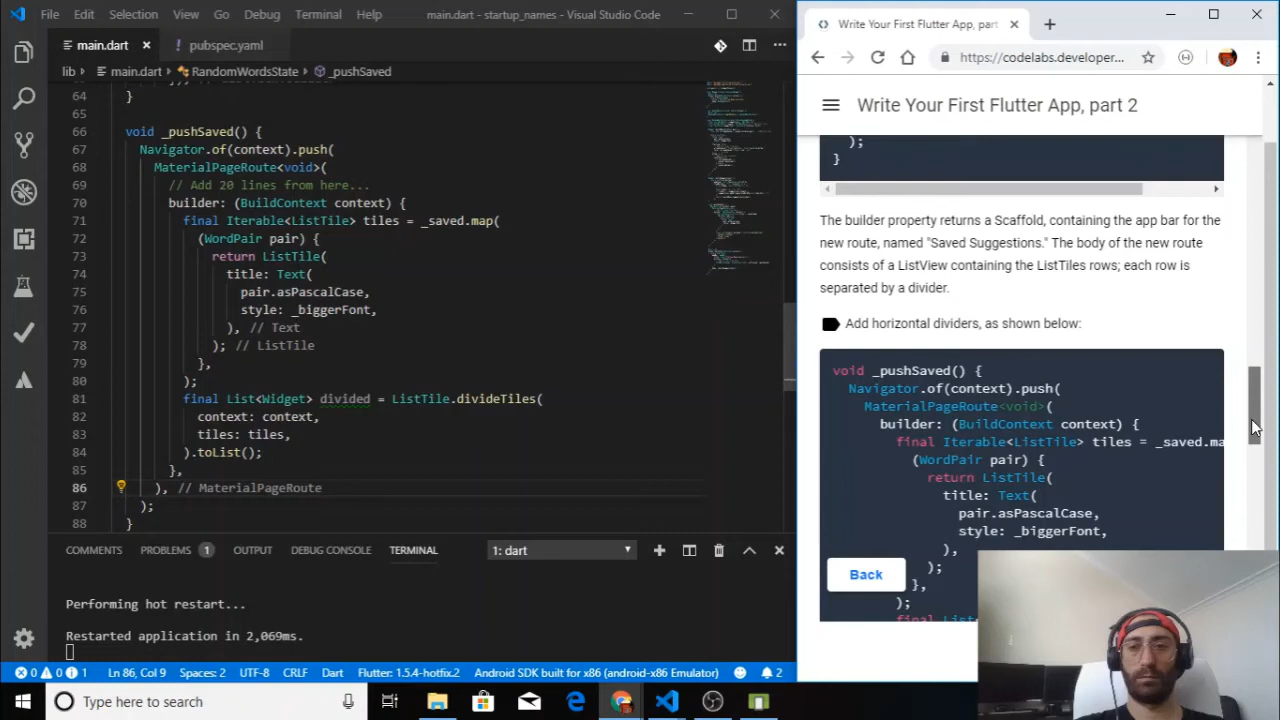 File Edit Selection View Go Debug Terminal Help main.dart - startup_names - Visual Studio Code
main.dart pubspec.yaml
lib main.dart RandomWordsState _pushSaved
64 }
65
66 void _pushSaved() {
67 Navigator.of(context).push(
68 MaterialPageRoute<void>(
69 // Add 20 lines from here...
70 builder: (BuildContext context) {
71 final Iterable<ListTile> tiles = _saved.map(
72 (WordPair pair) {
73 return ListTile(
74 title: Text(
75 pair.asPascalCase,
76 style: _biggerFont,
77 ), // Text
78 ); // ListTile
79 },
80 );
81 final List<Widget> divided = ListTile.divideTiles(
82 context: context,
83 tiles: tiles,
84 ).toList();
85 },
86 ), // MaterialPageRoute
87 );
88 }
COMMENTS PROBLEMS 1 OUTPUT DEBUG CONSOLE TERMINAL 1: dart
Performing hot restart...
Restarted application in 2,069ms.
0 0 1 Ln 86, Col 9 Spaces: 2 UTF-8 CRLF Dart Flutter: 1.5.4-hotfix.2 Android SDK built for x86 (android-x86 Emulator) 2
Type here to search
Write Your First Flutter App, part
https://codelabs.developer...
Write Your First Flutter App, part 2
);
}
The builder property returns a Scaffold, containing the app bar for the
new route, named "Saved Suggestions." The body of the new route
consists of a ListView containing the ListTiles rows; each row is
separated by a divider.
Add horizontal dividers, as shown below:
void _pushSaved() {
Navigator.of(context).push(
MaterialPageRoute<void>(
builder: (BuildContext context) {
final Iterable<ListTile> tiles = _saved.ma
(WordPair pair) {
return ListTile(
title: Text(
pair.asPascalCase,
style: _biggerFont,
),
);
},
);
final List
Back